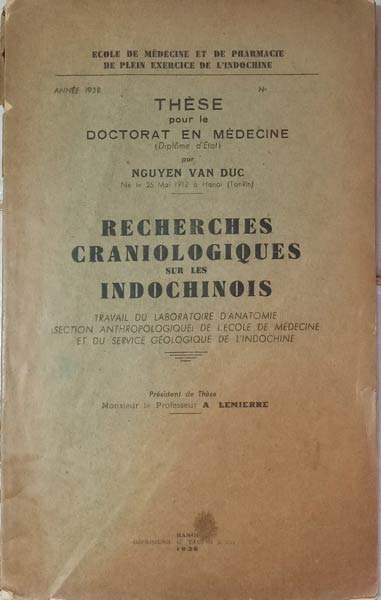 ECOLE DE MÉDECINE ET DE PHARMACIE
DE PLEIN EXERCICE DE L'INDOCHINE
ANNÉE 1938 N°
THÈSE
pour le
DOCTORAT EN MÉDECINE
(Diplôme d'État)
par
NGUYEN VAN DUC
Né le 25 Mai 1912 à Hanoi (Tonkin)
RECHERCHES
CRANIOLOGIQUES
SUR LES
INDOCHINOIS
TRAVAIL DU LABORATOIRE D'ANATOMIE
(SECTION ANTHROPOLOGIQUE) DE L'ECOLE DE MÉDECINE
ET DU SERVICE GÉOLOGIQUE DE L'INDOCHINE
Président de Thèse
Monsieur le Professeur A. LEMIERRE
HANOI
1938